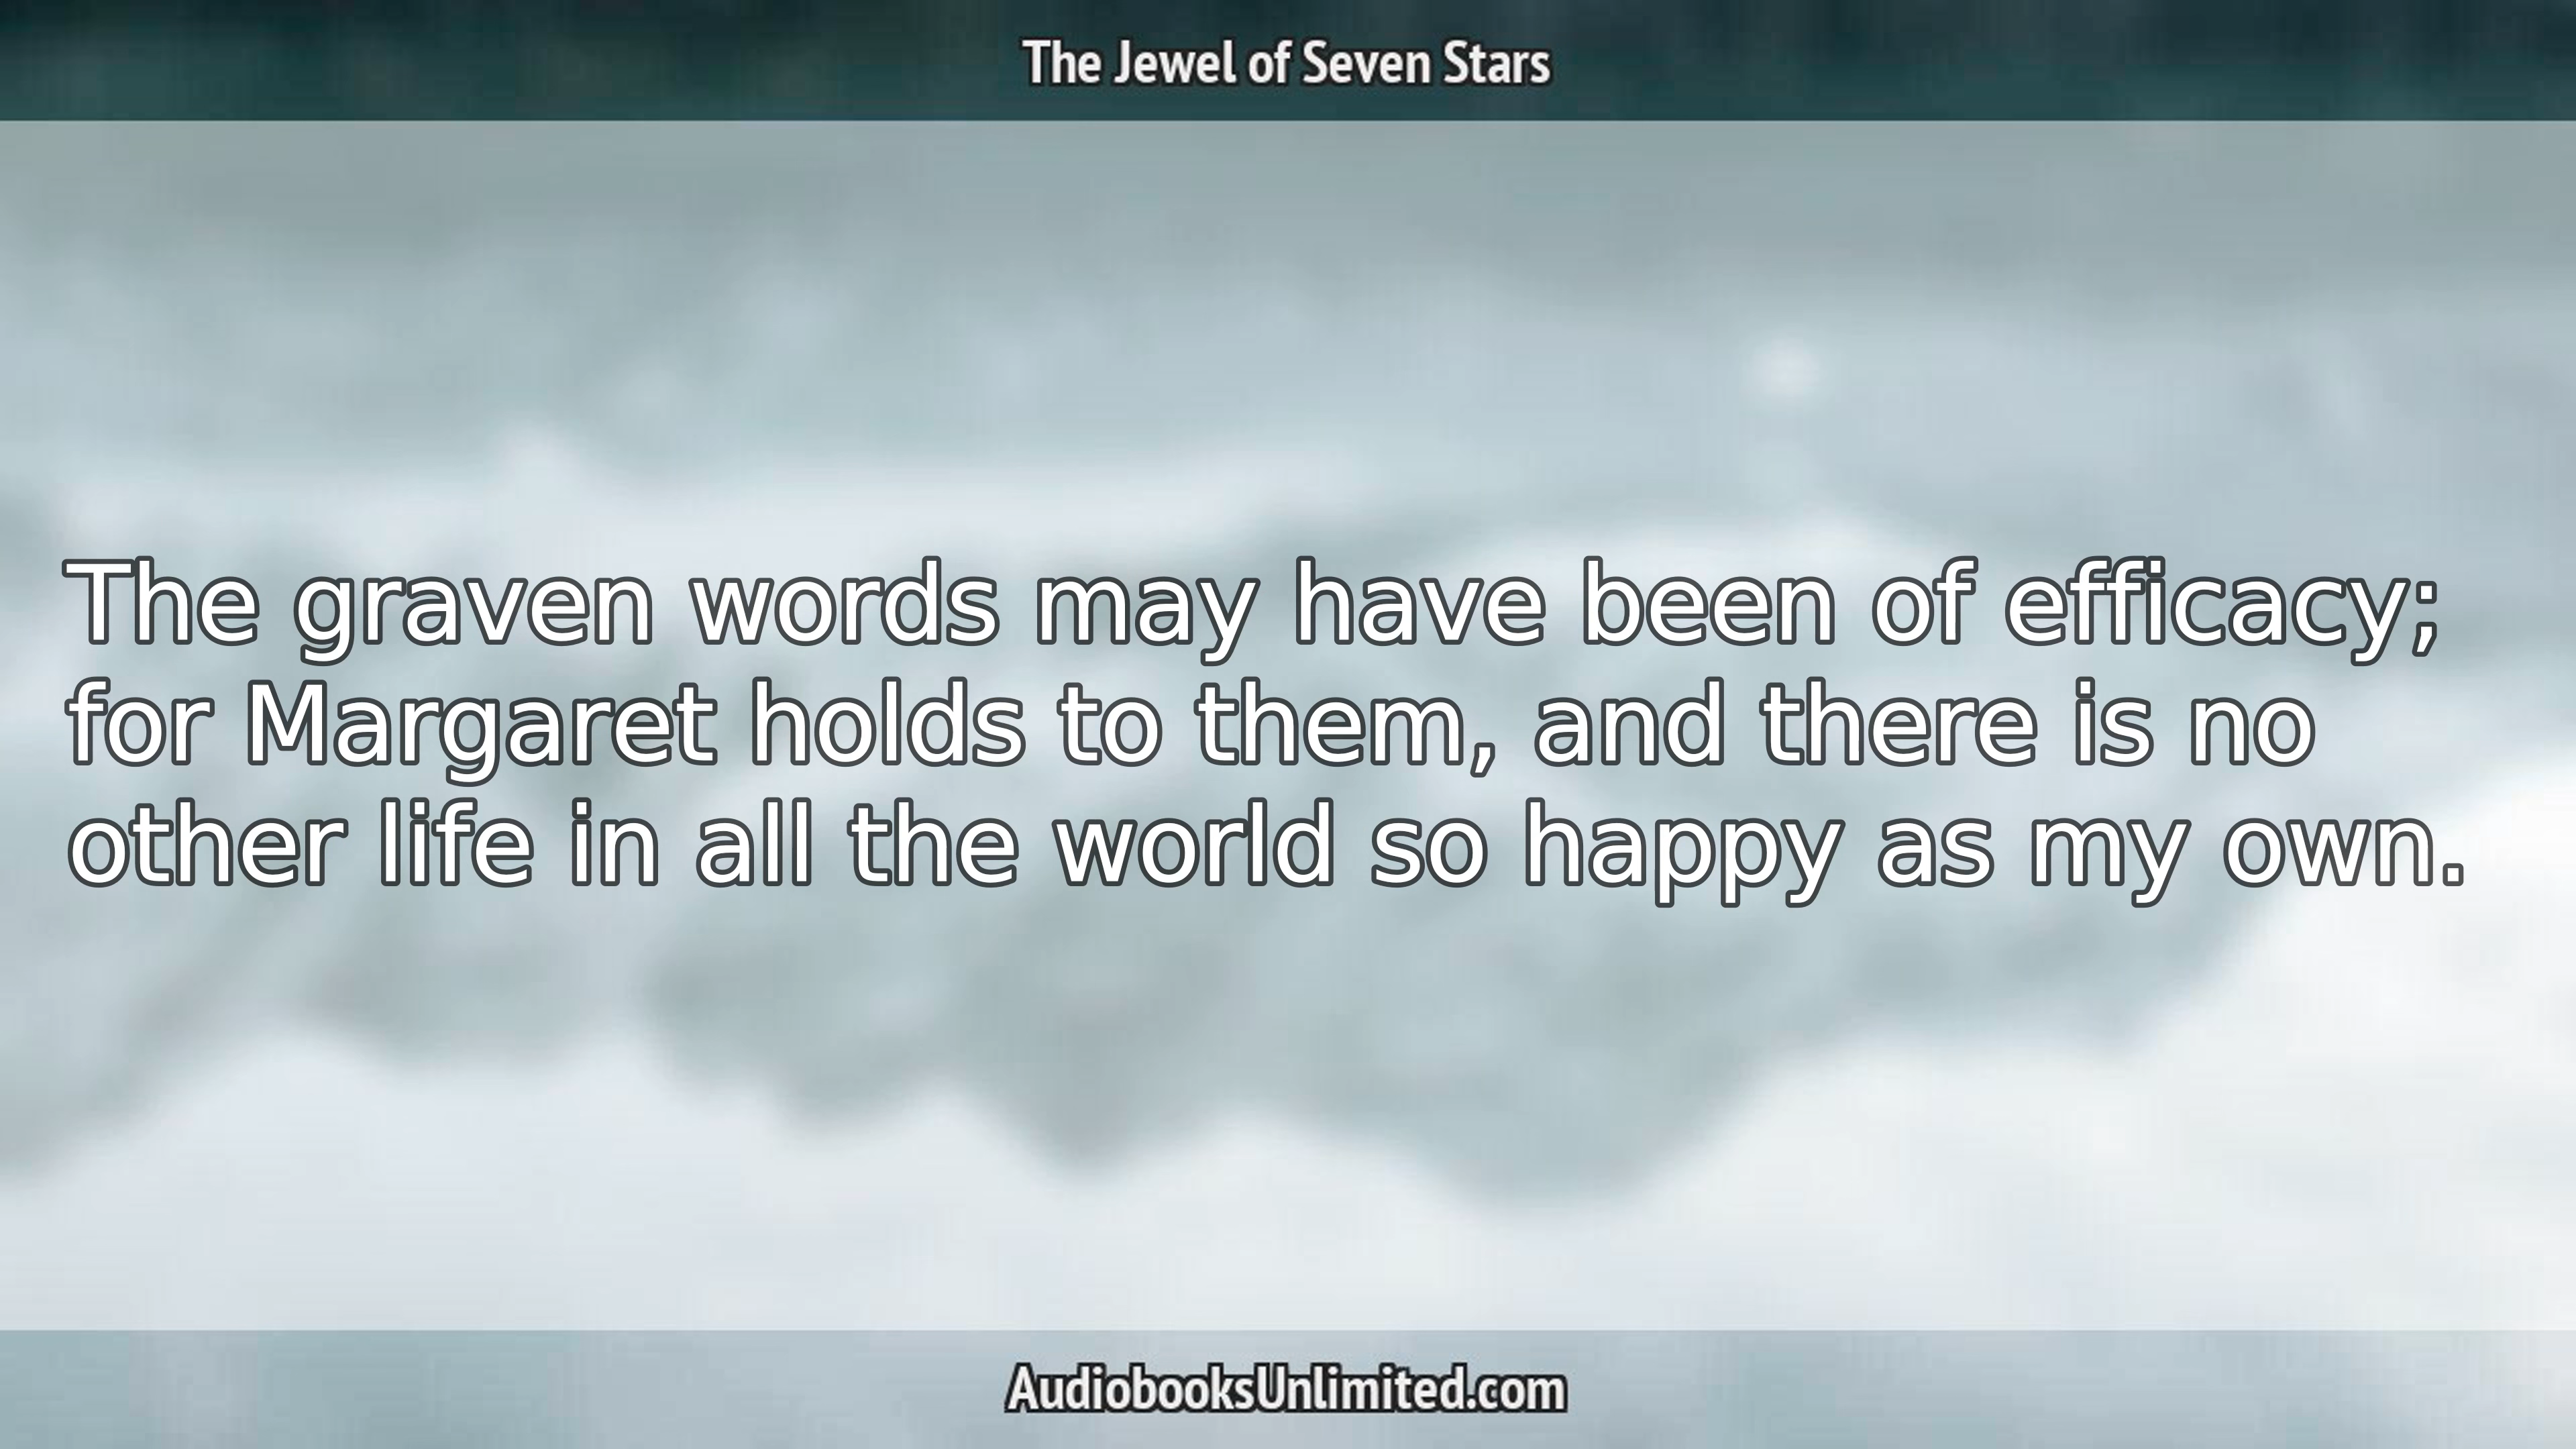 The Jewel of Seven Stars
The graven words may have been of efficacy;
for Margaret holds to them, and there is no
other life in all the world so happy as my own.
AudiobooksUnlimited.com